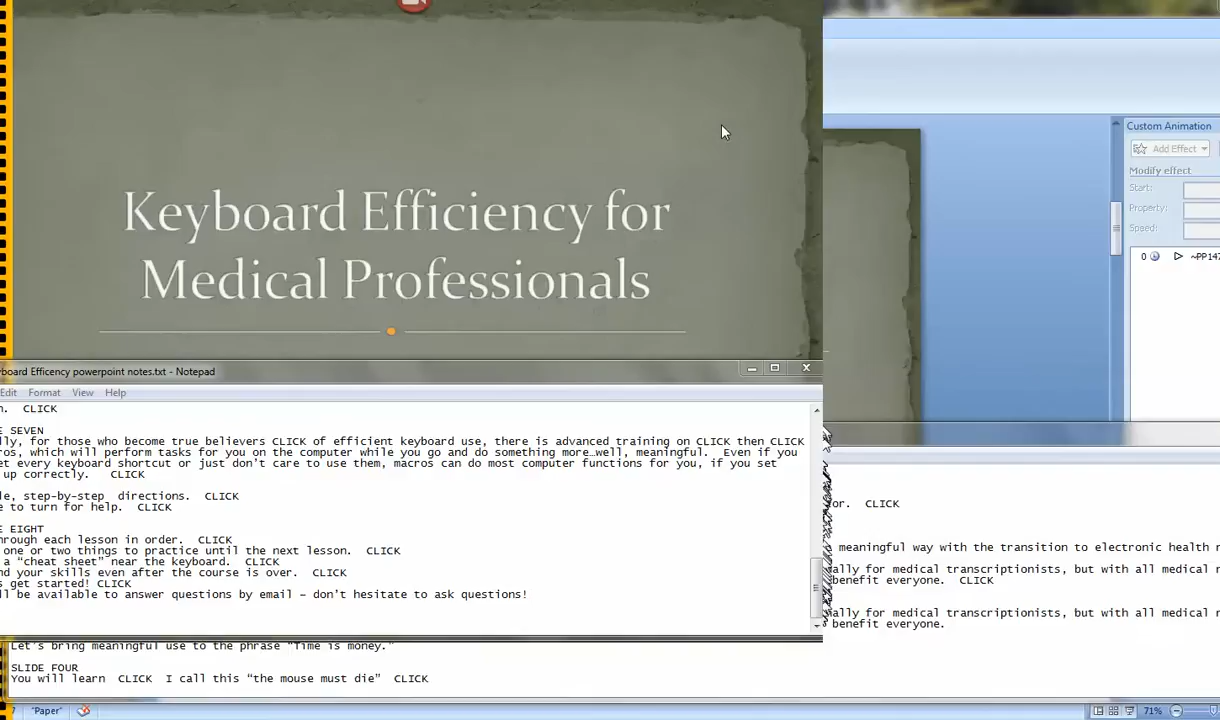 Keyboard Efficiency for
Medical Professionals
Custom Animation
Add Effect
Modify effect
Start:
Property:
Speed:
0 ~PP147
board Efficency powerpoint notes.txt - Notepad
Edit Format View Help
n. CLICK
E SEVEN
lly, for those who become true believers CLICK of efficient keyboard use, there is advanced training on CLICK then CLICK
ros, which will perform tasks for you on the computer while you go and do something more…well, meaningful. Even if you
et every keyboard shortcut or just don't care to use them, macros can do most computer functions for you, if you set
up correctly. CLICK
le, step-by-step directions. CLICK
e to turn for help. CLICK
E EIGHT
hrough each lesson in order. CLICK
one or two things to practice until the next lesson. CLICK
a "cheat sheet" near the keyboard. CLICK
nd your skills even after the course is over. CLICK
s get started! CLICK
ll be available to answer questions by email – don't hesitate to ask questions!
or. CLICK
meaningful way with the transition to electronic health r
ally for medical transcriptionists, but with all medical r
benefit everyone. CLICK
ally for medical transcriptionists, but with all medical r
benefit everyone.
Let's bring meaningful use to the phrase "Time is money."
SLIDE FOUR
You will learn CLICK I call this "the mouse must die" CLICK
"Paper"
71%